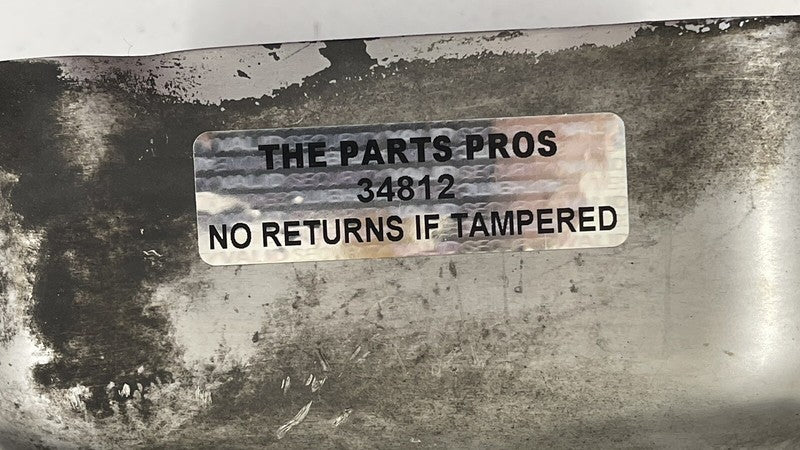 THE PARTS PROS
34812
NO RETURNS IF TAMPERED